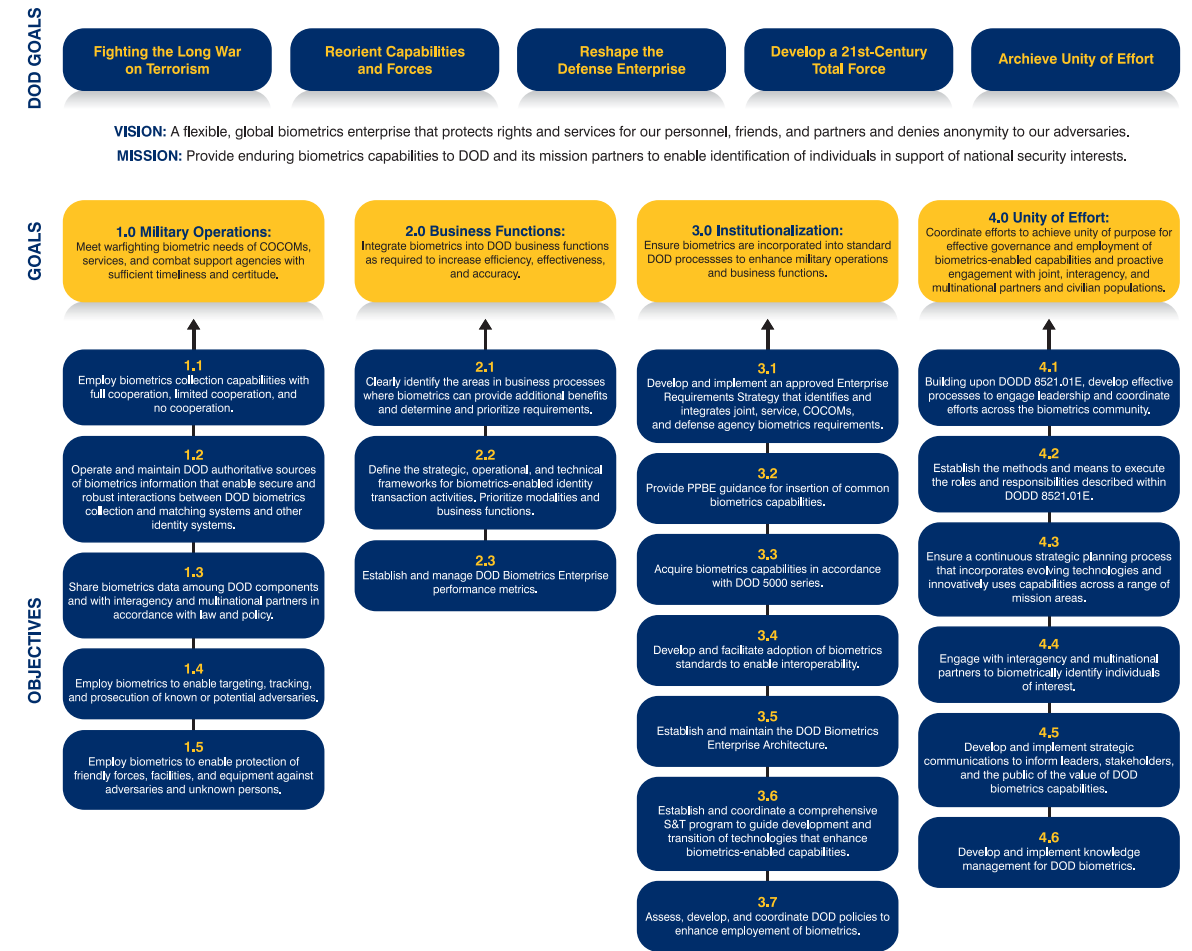 DOD GOALS
Fighting the Long War
on Terrorism
Reorient Capabilities
and Forces
Reshape the
Defense Enterprise
Develop a 21st-Century
Total Force
Archieve Unity of Effort
VISION: A flexible, global biometrics enterprise that protects rights and services for our personnel, friends, and partners and denies anonymity to our adversaries.
MISSION: Provide enduring biometrics capabilities to DOD and its mission partners to enable identification of individuals in support of national security interests.
GOALS
1.0 Military Operations:
Meet warfighting biometric needs of COCOMs,
services, and combat support agencies with
sufficient timeliness and certitude.
2.0 Business Functions:
Integrate biometrics into DOD business functions
as required to increase efficiency, effectiveness,
and accuracy.
3.0 Institutionalization:
Ensure biometrics are incorporated into standard
DOD processses to enhance military operations
and business functions.
4.0 Unity of Effort:
Coordinate efforts to achieve unity of purpose for
effective governance and employment of
biometrics-enabled capabilities and proactive
engagement with joint, interagency, and
multinational partners and civilian populations.
OBJECTIVES
1.1
Employ biometrics collection capabiities with
full cooperation, limited cooperation, and
no cooperation.
1.2
Operate and maintain DOD authoritative sources
of biometrics information that enable secure and
robust interactions between DOD biometrics
collection and matching systems and other
identity systems.
1.3
Share biometrics data amoung DOD components
and with interagency and multinational partners in
accordance with law and policy.
1.4
Employ biometrics to enable targeting, tracking,
and prosecution of known or potential adversaries.
1.5
Employ biometrics to enable protection of
friendly forces, facilities, and equipment against
adversaries and unknown persons.
2.1
Clearly identify the areas in business processes
where biometrics can provide additional benefits
and determine and prioritize requirements.
2.2
Define the strategic, operational, and technical
frameworks for biometrics-enabled identity
transaction activities. Prioritize modalities and
business functions.
2.3
Establish and manage DOD Biometrics Enterprise
performance metrics.
3.1
Develop and implement an approved Enterprise
Requirements Strategy that identifies and
integrates joint, service, COCOMs,
and defense agency biometrics requirements.
3.2
Provide PPBE guidance for insertion of common
biometrics capabilities.
3.3
Acquire biometrics capabilities in accordance
with DOD 5000 series.
3.4
Develop and facilitate adoption of biometrics
standards to enable interoperability.
3.5
Establish and maintain the DOD Biometrics
Enterprise Architecture.
3.6
Establish and coordinate a comprehensive
S&T program to guide development and
transition of technologies that enhance
biometrics-enabled capabilities.
3.7
Assess, develop, and coordinate DOD policies to
enhance employement of biometrics.
4.1
Building upon DODD 8521.01E, develop effective
processes to engage leadership and coordinate
efforts across the biometrics community.
4.2
Establish the methods and means to execute
the roles and responsibilities described within
DODD 8521.01E.
4.3
Ensure a continuous strategic planning process
that incorporates evolving technologies and
innovatively uses capabilities across a range of
mission areas.
4.4
Engage with interagency and multinational
partners to biometrically identify individuals
of interest.
4.5
Develop and implement strategic
communications to inform leaders, stakeholders,
and the public of the value of DOD
biometrics capabilities.
4.6
Develop and implement knowledge
management for DOD biometrics.